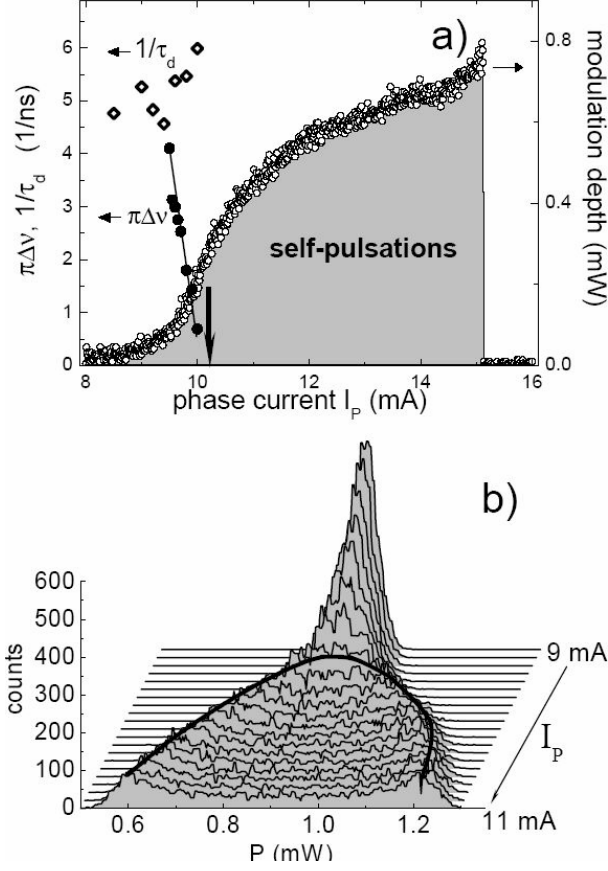 a)
6
5
4
3
2
1
0
πΔν, 1/τd (1/ns)
1/τd
πΔν
self-pulsations
0.8
0.4
0.0
modulation depth (mW)
8 10 12 14 16
phase current IP (mA)
b)
600
500
400
300
200
100
0
counts
9 mA
IP
11 mA
0.6 0.8 1.0 1.2
P (mW)